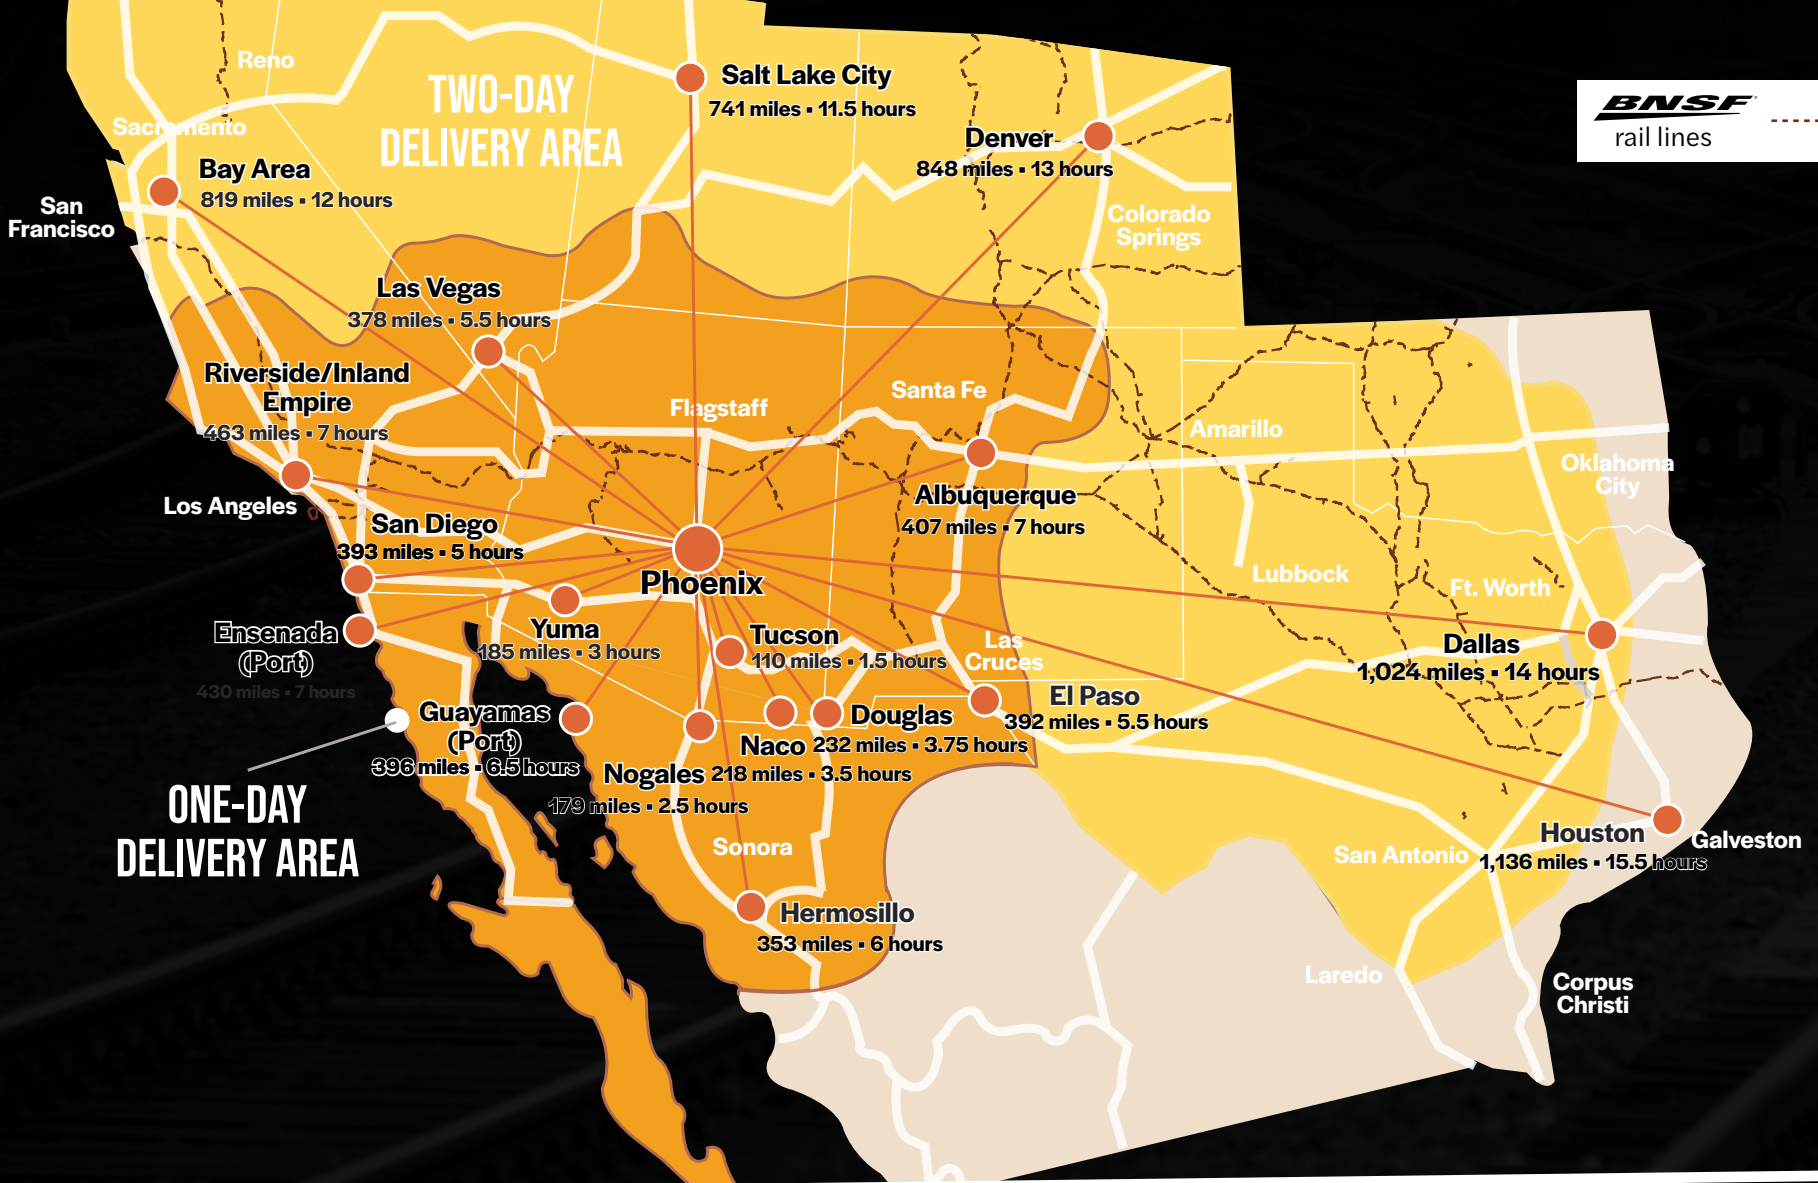 Reno
TWO-DAY
DELIVERY AREA
Salt Lake City
741 miles ▪ 11.5 hours
BNSF
rail lines
Sacramento
Denver
848 miles ▪ 13 hours
Bay Area
819 miles ▪ 12 hours
San
Francisco
Colorado
Springs
Las Vegas
378 miles ▪ 5.5 hours
Riverside/Inland
Empire
463 miles ▪ 7 hours
Flagstaff
Santa Fe
Amarillo
Oklahoma
City
Los Angeles
San Diego
393 miles ▪ 5 hours
Albuquerque
407 miles ▪ 7 hours
Phoenix
Lubbock
Ft. Worth
Ensenada
(Port)
430 miles ▪ 7 hours
Yuma
185 miles ▪ 3 hours
Tucson
110 miles ▪ 1.5 hours
Las
Cruces
Dallas
1,024 miles ▪ 14 hours
Guayamas
(Port)
396 miles ▪ 6.5 hours
El Paso
392 miles ▪ 5.5 hours
Douglas
232 miles ▪ 3.75 hours
Naco
218 miles ▪ 3.5 hours
Nogales
179 miles ▪ 2.5 hours
ONE-DAY
DELIVERY AREA
Sonora
Houston
1,136 miles ▪ 15.5 hours
Galveston
San Antonio
Hermosillo
353 miles ▪ 6 hours
Laredo
Corpus
Christi